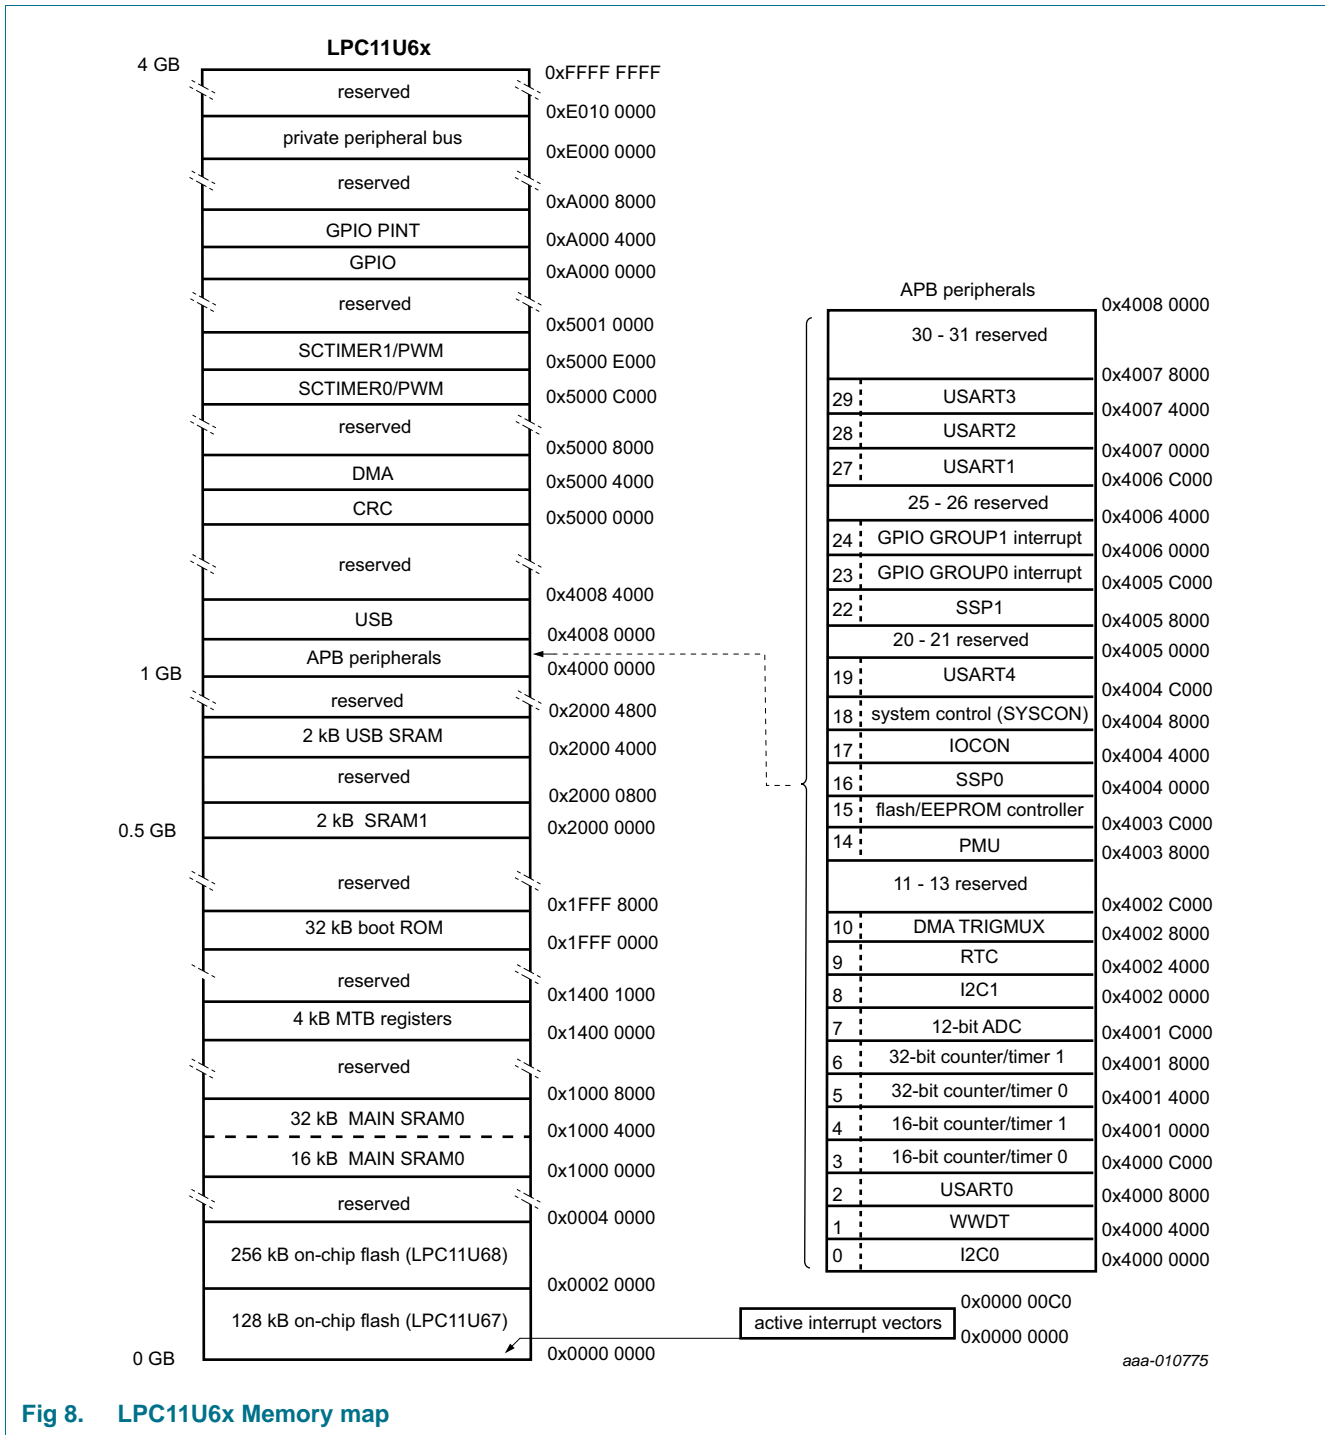 LPC11U6x
4 GB
0xFFFF FFFF
reserved
0xE010 0000
private peripheral bus
0xE000 0000
reserved
0xA000 8000
GPIO PINT
0xA000 4000
GPIO
0xA000 0000
reserved
0x5001 0000
SCTIMER1/PWM
0x5000 E000
SCTIMER0/PWM
0x5000 C000
reserved
0x5000 8000
DMA
0x5000 4000
CRC
0x5000 0000
reserved
0x4008 4000
USB
0x4008 0000
APB peripherals
0x4000 0000
1 GB
reserved
0x2000 4800
2 kB USB SRAM
0x2000 4000
reserved
0x2000 0800
2 kB SRAM1
0x2000 0000
0.5 GB
reserved
0x1FFF 8000
32 kB boot ROM
0x1FFF 0000
reserved
0x1400 1000
4 kB MTB registers
0x1400 0000
reserved
0x1000 8000
32 kB MAIN SRAM0
0x1000 4000
16 kB MAIN SRAM0
0x1000 0000
reserved
0x0004 0000
256 kB on-chip flash (LPC11U68)
0x0002 0000
128 kB on-chip flash (LPC11U67)
0x0000 0000
0 GB
APB peripherals
0x4008 0000
30 - 31 reserved
0x4007 8000
29 USART3
0x4007 4000
28 USART2
0x4007 0000
27 USART1
0x4006 C000
25 - 26 reserved
0x4006 4000
24 GPIO GROUP1 interrupt
0x4006 0000
23 GPIO GROUP0 interrupt
0x4005 C000
22 SSP1
0x4005 8000
20 - 21 reserved
0x4005 0000
19 USART4
0x4004 C000
18 system control (SYSCON)
0x4004 8000
17 IOCON
0x4004 4000
16 SSP0
0x4004 0000
15 flash/EEPROM controller
0x4003 C000
14 PMU
0x4003 8000
11 - 13 reserved
0x4002 C000
10 DMA TRIGMUX
0x4002 8000
9 RTC
0x4002 4000
8 I2C1
0x4002 0000
7 12-bit ADC
0x4001 C000
6 32-bit counter/timer 1
0x4001 8000
5 32-bit counter/timer 0
0x4001 4000
4 16-bit counter/timer 1
0x4001 0000
3 16-bit counter/timer 0
0x4000 C000
2 USART0
0x4000 8000
1 WWDT
0x4000 4000
0 I2C0
0x4000 0000
0x0000 00C0
active interrupt vectors
0x0000 0000
aaa-010775
Fig 8. LPC11U6x Memory map